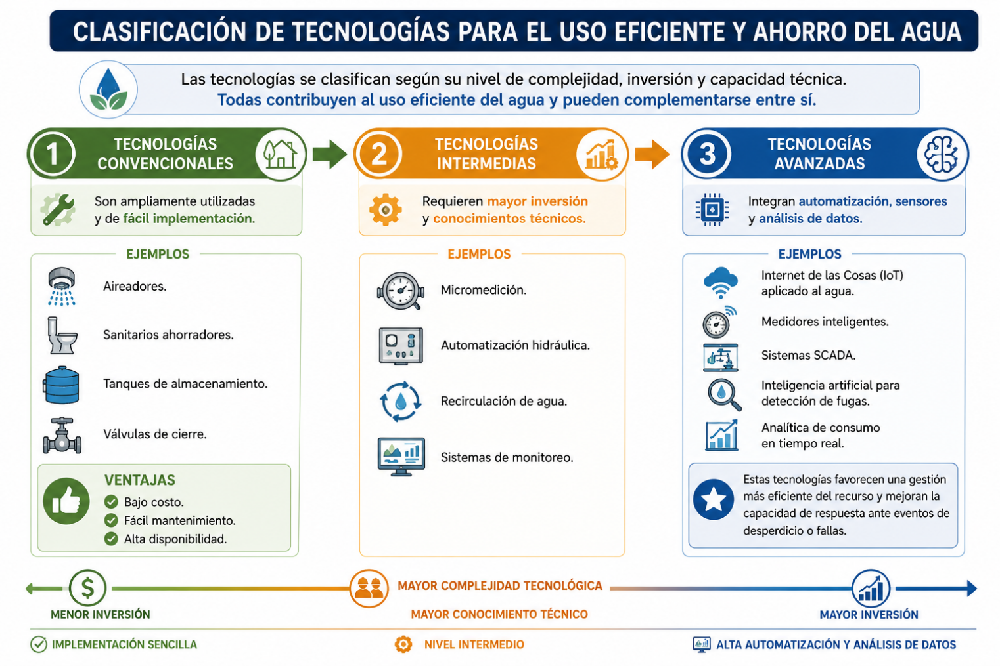 CLASIFICACIÓN DE TECNOLOGÍAS PARA EL USO EFICIENTE Y AHORRO DEL AGUA
Las tecnologías se clasifican según su nivel de complejidad, inversión y capacidad técnica.
Todas contribuyen al uso eficiente del agua y pueden complementarse entre sí.
1
TECNOLOGÍAS
CONVENCIONALES
Son ampliamente utilizadas
y de fácil implementación.
EJEMPLOS
Aireadores.
Sanitarios ahorradores.
Tanques de almacenamiento.
Válvulas de cierre.
VENTAJAS
Bajo costo.
Fácil mantenimiento.
Alta disponibilidad.
2
TECNOLOGÍAS
INTERMEDIAS
Requieren mayor inversión
y conocimientos técnicos.
EJEMPLOS
Micromedición.
Automatización hidráulica.
Recirculación de agua.
Sistemas de monitoreo.
3
TECNOLOGÍAS
AVANZADAS
Integran automatización, sensores
y análisis de datos.
EJEMPLOS
Internet de las Cosas (IoT)
aplicado al agua.
Medidores inteligentes.
Sistemas SCADA.
Inteligencia artificial para
detección de fugas.
Analítica de consumo
en tiempo real.
Estas tecnologías favorecen una gestión
más eficiente del recurso y mejoran la
capacidad de respuesta ante eventos de
desperdicio o fallas.
$
MENOR INVERSIÓN
MAYOR COMPLEJIDAD TECNOLÓGICA
MAYOR CONOCIMIENTO TÉCNICO
MAYOR INVERSIÓN
IMPLEMENTACIÓN SENCILLA
NIVEL INTERMEDIO
ALTA AUTOMATIZACIÓN Y ANÁLISIS DE DATOS